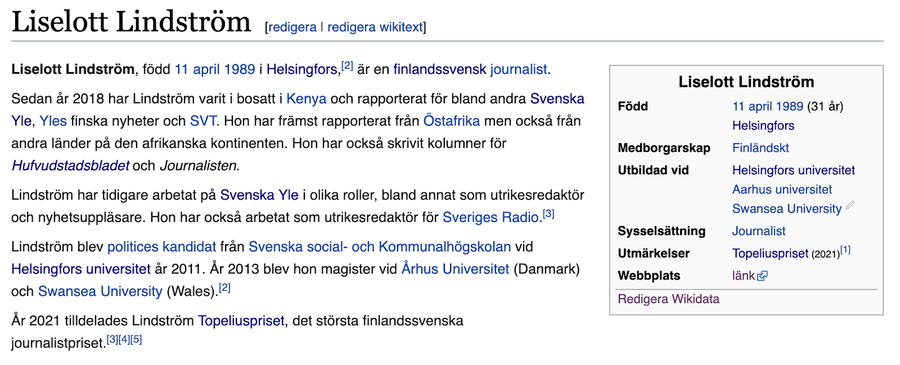 Liselott Lindström [redigera | redigera wikitext]
Liselott Lindström, född 11 april 1989 i Helsingfors,[2] är en finlandssvensk journalist.
Sedan år 2018 har Lindström varit i bosatt i Kenya och rapporterat för bland andra Svenska
Yle, Yles finska nyheter och SVT. Hon har främst rapporterat från Östafrika men också från
andra länder på den afrikanska kontinenten. Hon har också skrivit kolumner för
Hufvudstadsbladet och Journalisten.
Lindström har tidigare arbetat på Svenska Yle i olika roller, bland annat som utrikesredaktör
och nyhetsuppläsare. Hon har också arbetat som utrikesredaktör för Sveriges Radio.[3]
Lindström blev politices kandidat från Svenska social- och Kommunalhögskolan vid
Helsingfors universitet år 2011. År 2013 blev hon magister vid Århus Universitet (Danmark)
och Swansea University (Wales).[2]
År 2021 tilldelades Lindström Topeliuspriset, det största finlandssvenska
journalistpriset.[3][4][5]
Liselott Lindström
Född 11 april 1989 (31 år)
Helsingfors
Medborgarskap Finländskt
Utbildad vid Helsingfors universitet
Aarhus universitet
Swansea University
Sysselsättning Journalist
Utmärkelser Topeliuspriset (2021)[1]
Webbplats länk
Redigera Wikidata